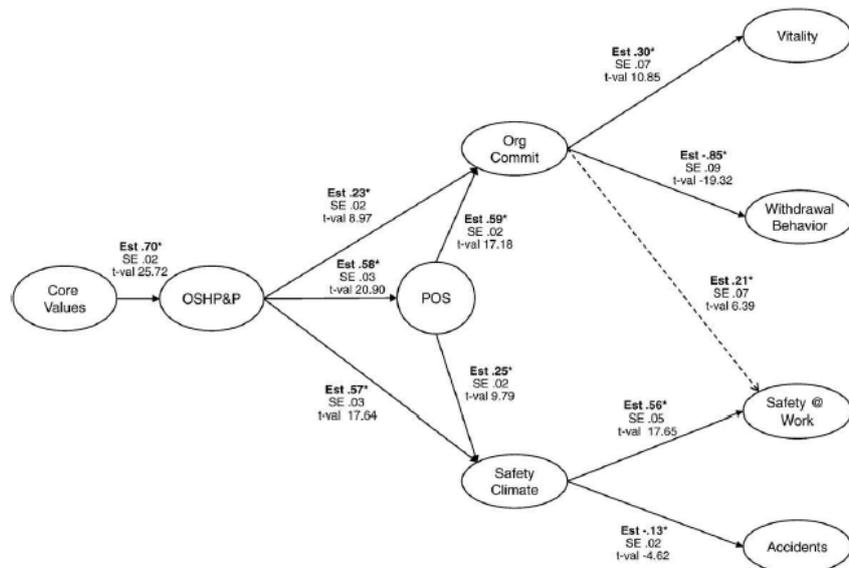 Vitality
Est .30*
SE .07
t-val 10.85
Org
Commit
Est -.85*
SE .09
t-val -19.32
Withdrawal
Behavior
Est .23*
SE .02
t-val 8.97
Est .59*
SE .02
t-val 17.18
Est .70*
SE .02
t-val 25.72
Est .58*
SE .03
t-val 20.90
Core
Values
OSHP&P
POS
Est .21*
SE .07
t-val 6.39
Est .57*
SE .03
t-val 17.64
Est .25*
SE .02
t-val 9.79
Est .56*
SE .05
t-val 17.65
Safety @
Work
Safety
Climate
Est -.13*
SE .02
t-val -4.62
Accidents